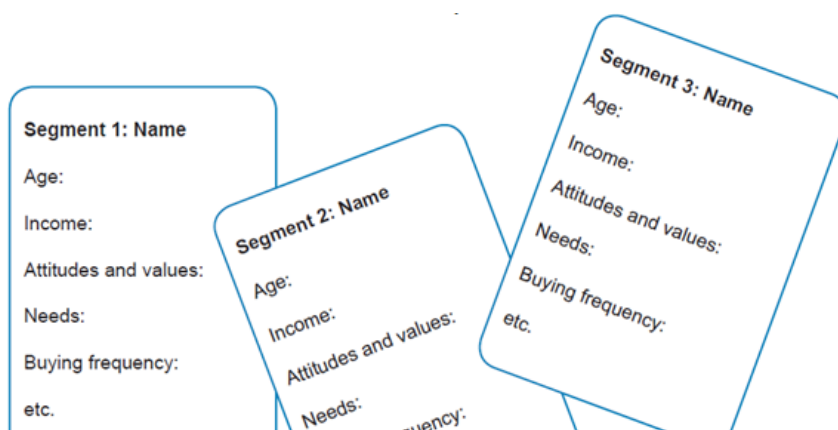 Segment 1: Name
Age:
Income:
Attitudes and values:
Needs:
Buying frequency:
etc.
Segment 2: Name
Age:
Income:
Attitudes and values:
Needs:
Segment 3: Name
Age:
Income:
Attitudes and values:
Needs:
Buying frequency:
etc.